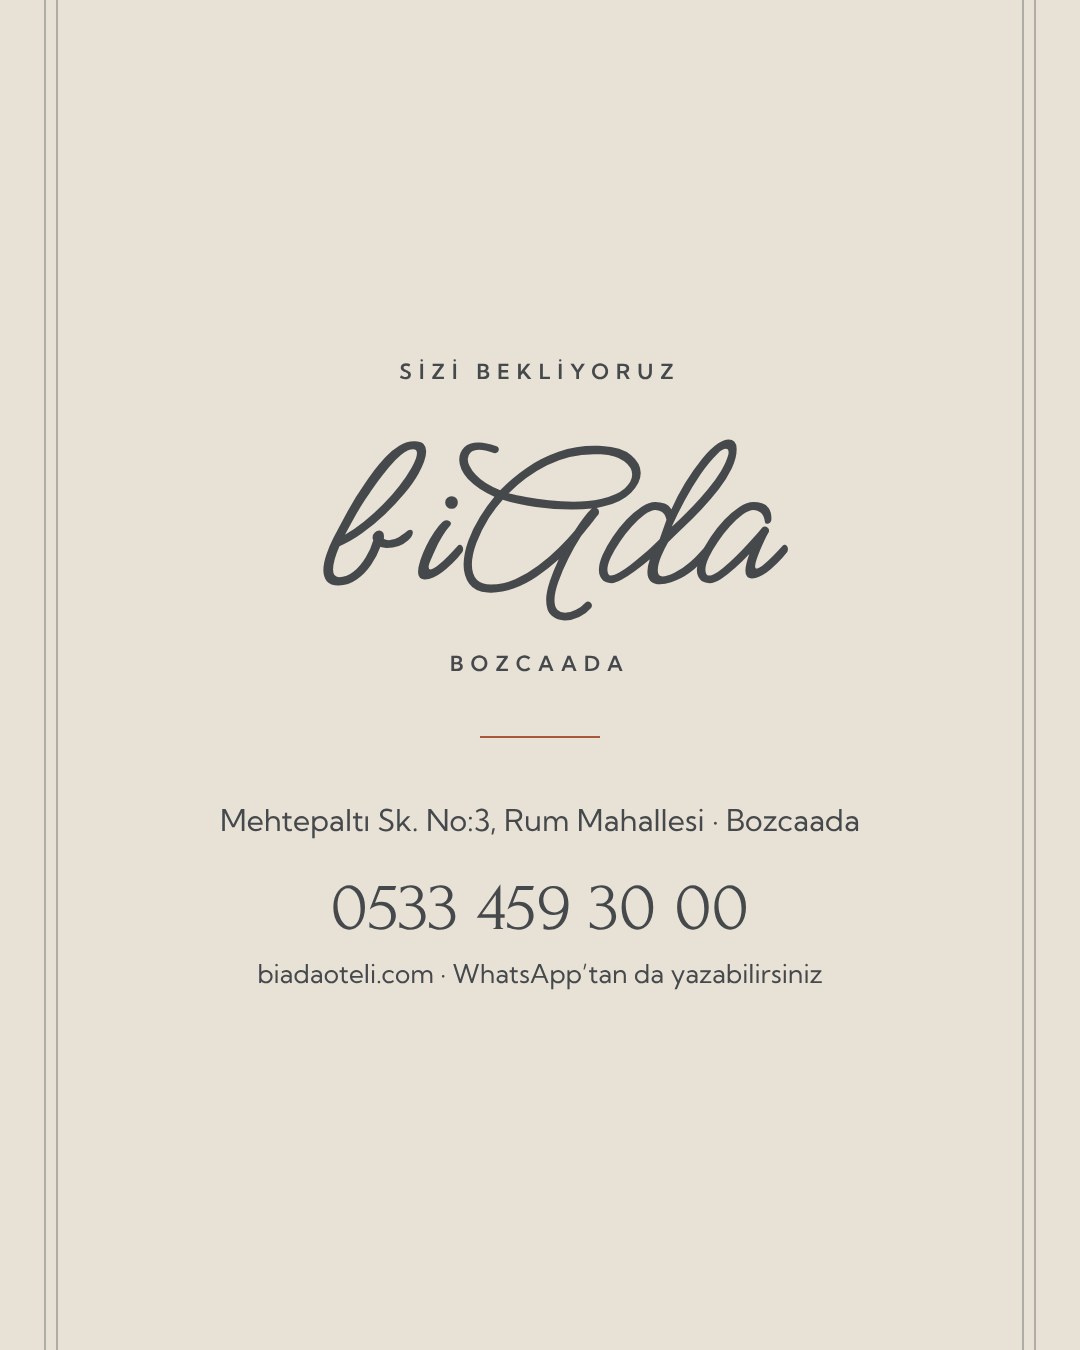 SİZİ BEKLİYORUZ
biAda
BOZCAADA
Mehtepaltı Sk. No:3, Rum Mahallesi · Bozcaada
0533 459 30 00
biadaoteli.com · WhatsApp'tan da yazabilirsiniz